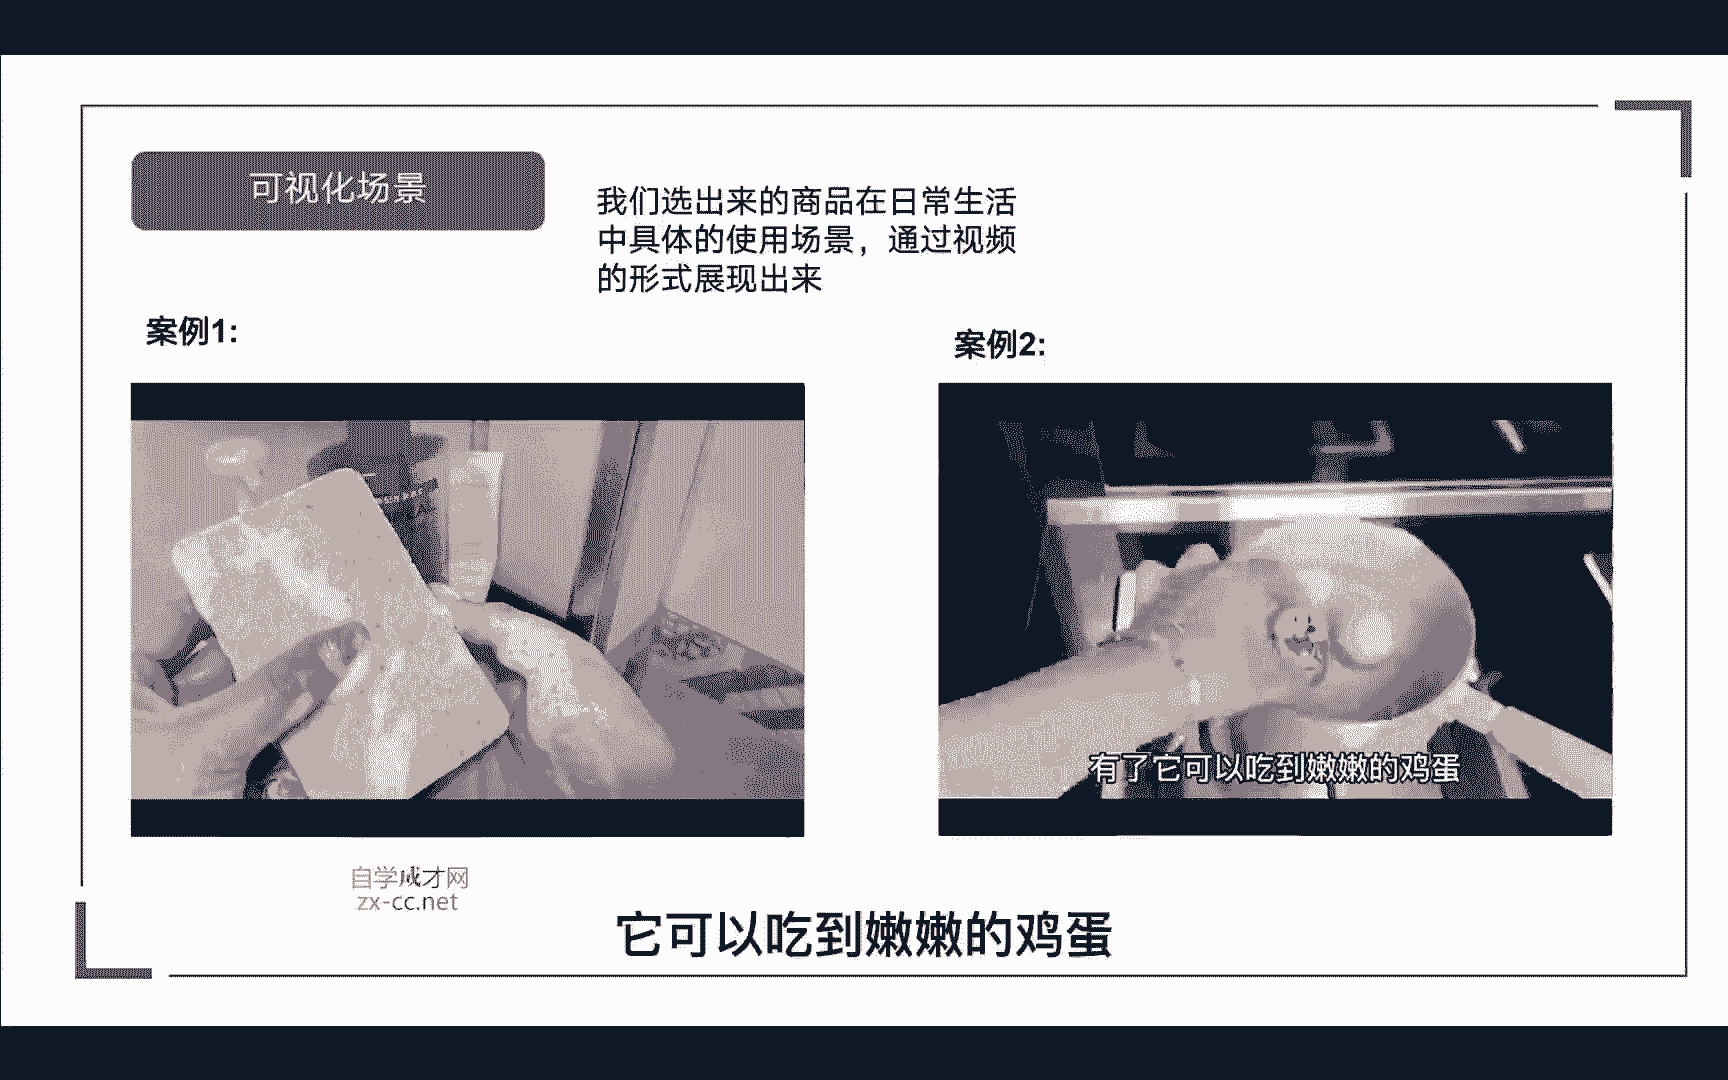 可视化场景
我们选出来的商品在日常生活
中具体的使用场景，通过视频
的形式展现出来
案例1:
案例2:
有了它可以吃到嫩嫩的鸡蛋
自学成才网
zx-cc.net
它可以吃到嫩嫩的鸡蛋